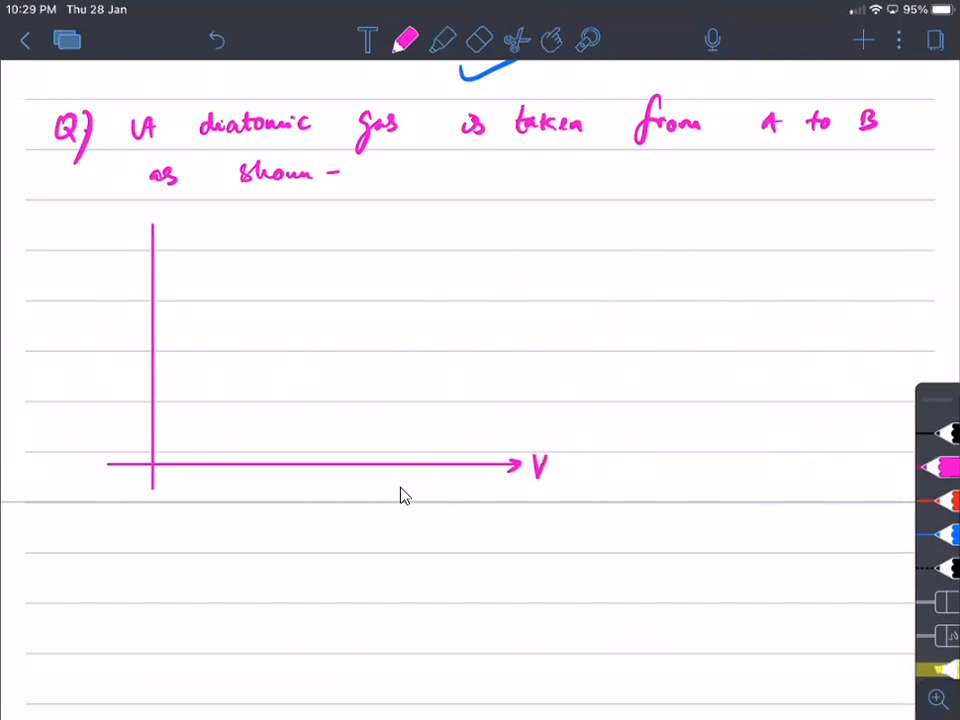 10:29 PM Thu 28 Jan 95%
T
Q) A diatomic gas is taken from A to B
as shown -
V